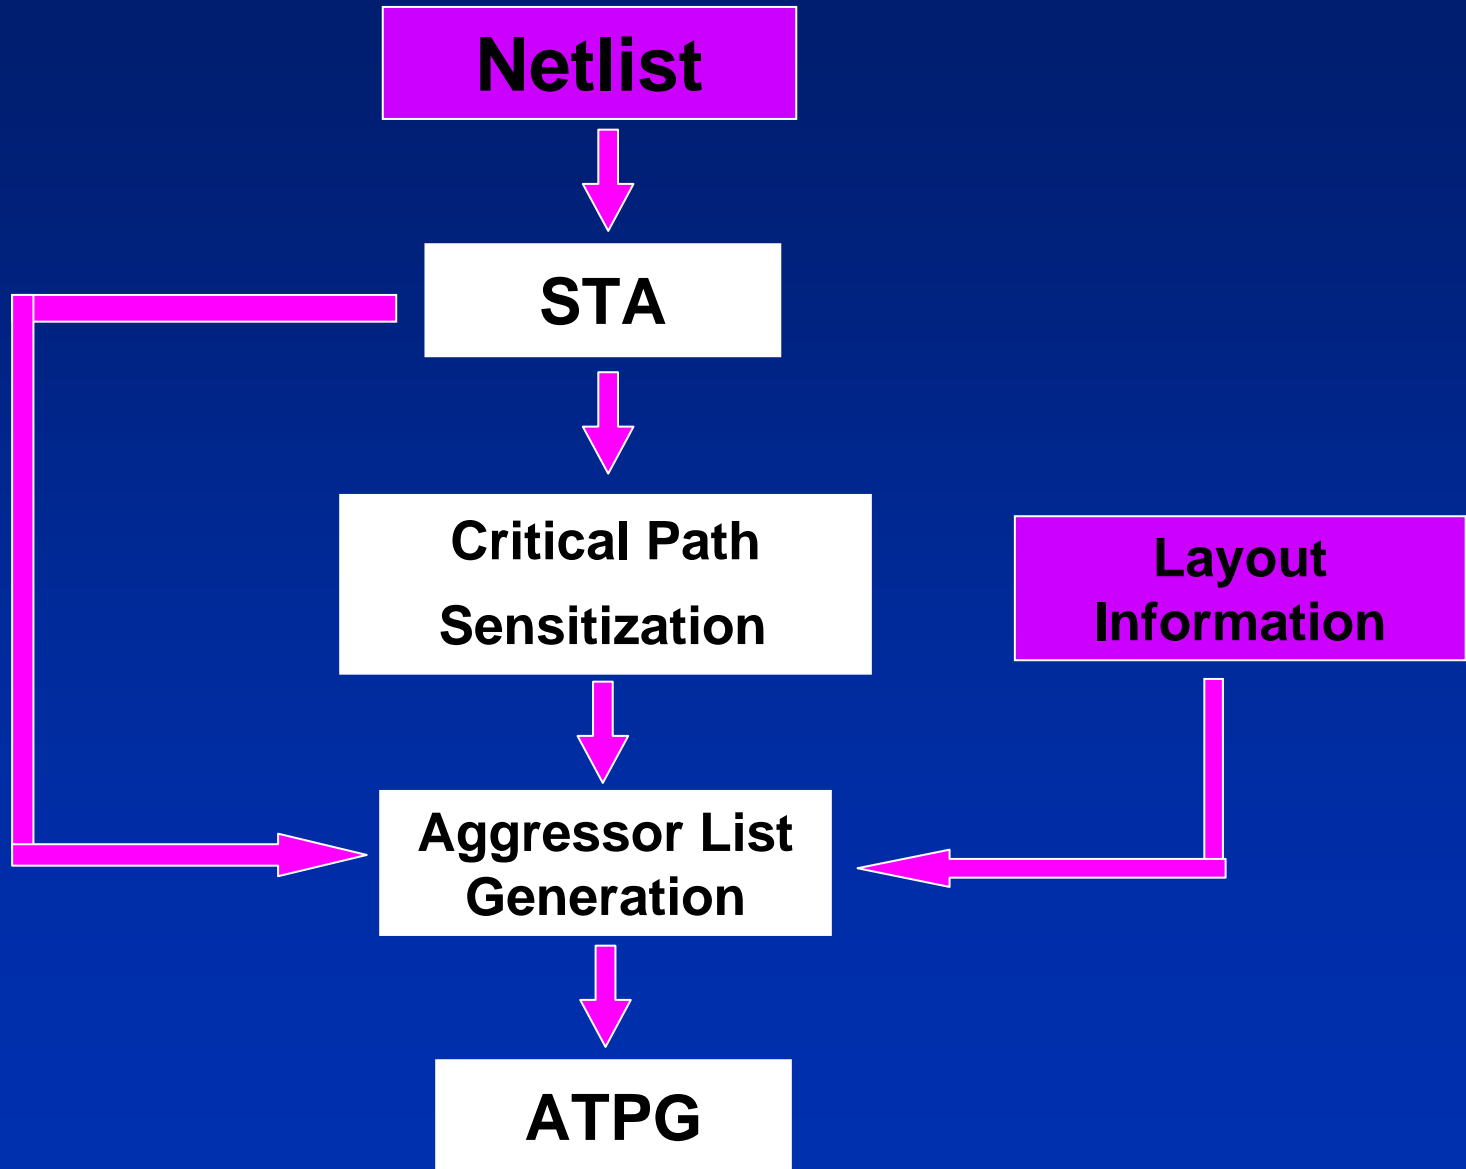 Netlist
STA
Critical Path
Sensitization
Layout
Information
Aggressor List
Generation
ATPG